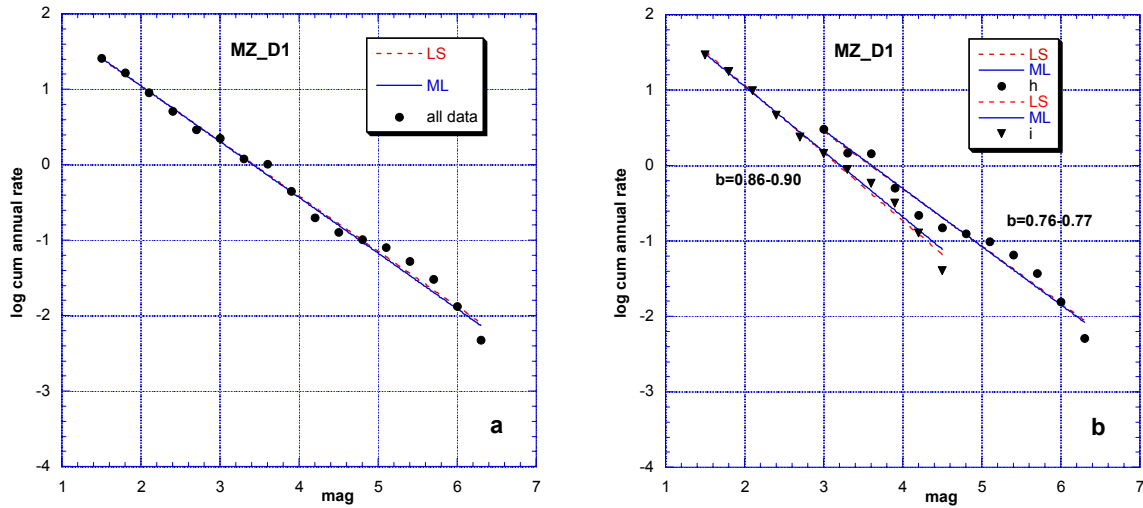 MZ_D1
LS
ML
all data
log cum annual rate
2
1
0
-1
-2
-3
-4
1
2
3
4
5
6
7
mag
a
MZ_D1
LS
ML
h
LS
ML
i
b=0.86-0.90
b=0.76-0.77
log cum annual rate
2
1
0
-1
-2
-3
-4
1
2
3
4
5
6
7
mag
b